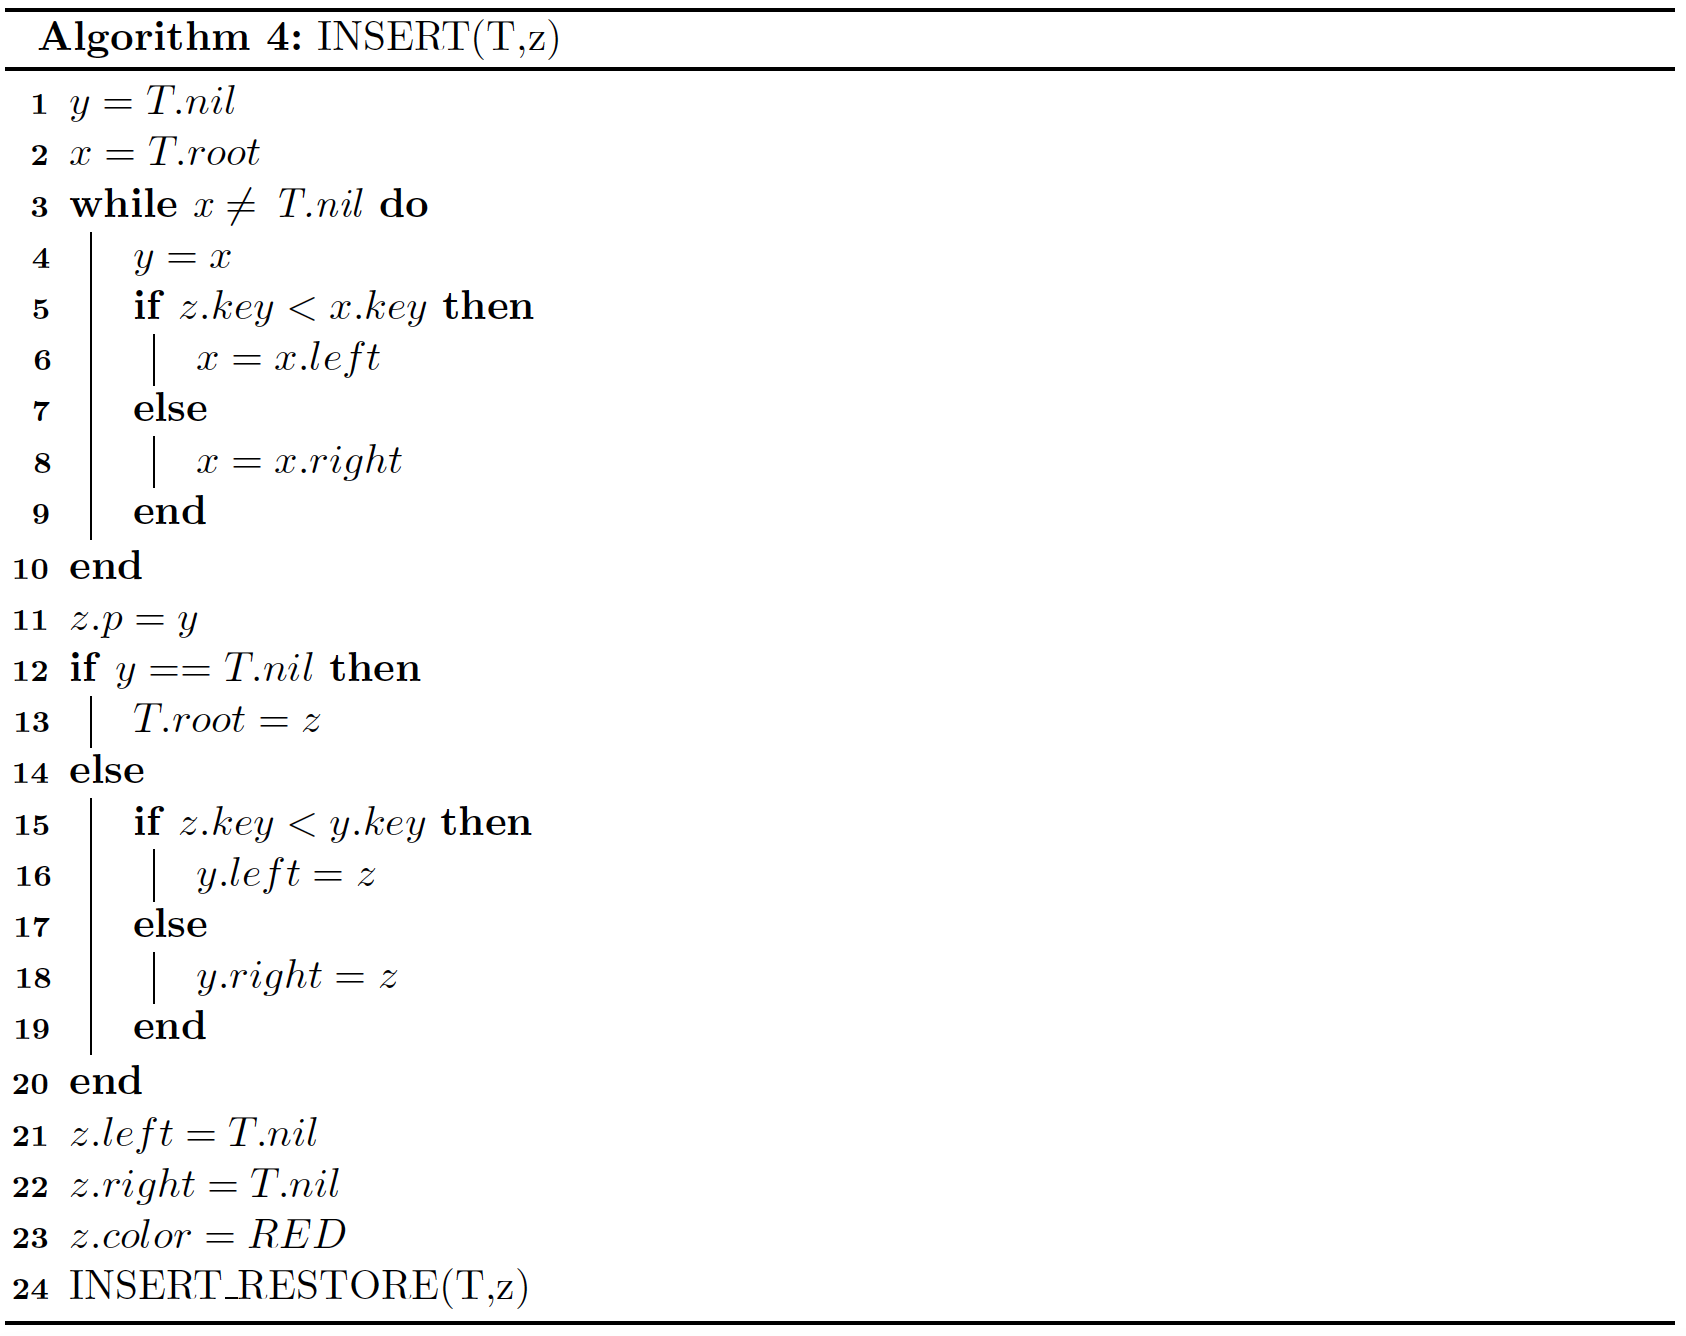 Algorithm 4: INSERT(T,z)
1 y = T.nil
2 x = T.root
3 while x ≠ T.nil do
4 y = x
5 if z.key < x.key then
6 x = x.left
7 else
8 x = x.right
9 end
10 end
11 z.p = y
12 if y == T.nil then
13 T.root = z
14 else
15 if z.key < y.key then
16 y.left = z
17 else
18 y.right = z
19 end
20 end
21 z.left = T.nil
22 z.right = T.nil
23 z.color = RED
24 INSERT_RESTORE(T,z)